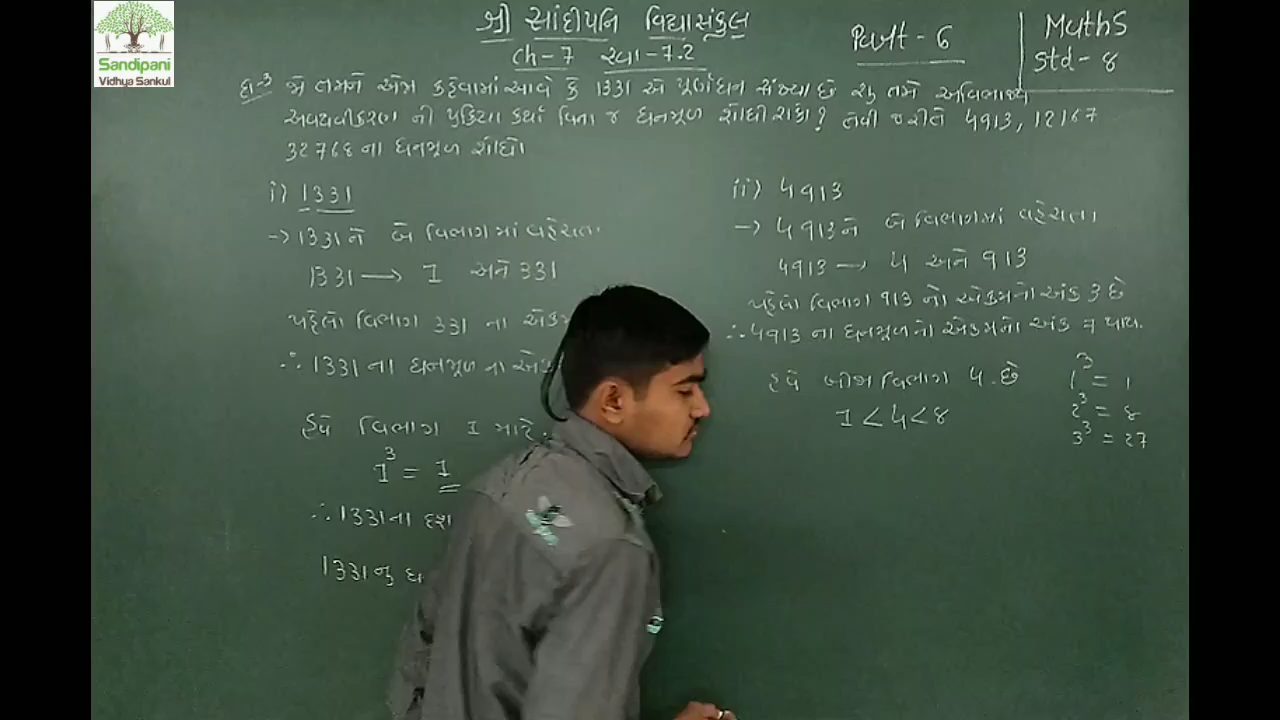 Sandipani
Vidhya Sankul
શ્રી સાંદીપનિ વિદ્યાસંકુલ
Ch-7 સ્વા-7.2
Part-6
Maths
Std-8
દા-3 જો તમને એમ કહેવામાં આવે કે 1331 એ પૂર્ણઘન સંખ્યા છે શું તમે અવિભાજ્ય
અવયવીકરણ ની પ્રક્રિયા કર્યા વિના જ ઘનમૂળ શોધી શકો? તેવી જ રીતે 4913, 12167
32768 ના ઘનમૂળ શોધો
i) 1331
→ 1331 ને બે વિભાગમાં વહેંચતા
1331 → 1 અને 331
પહેલો વિભાગ 331 ના એકમ
∴ 1331 ના ઘનમૂળ ના એક
હવે વિભાગ 1 માટે.
1³ = 1
∴ 1331 ના દશ
1331 નુ ઘ
ii) 4913
→ 4913 ને બે વિભાગમાં વહેંચતા
4913 → 4 અને 913
પહેલો વિભાગ 913 નો એકમનો અંક 3 છે
∴ 4913 ના ઘનમૂળનો એકમનો અંક 7 થાય.
હવે બીજા વિભાગ 4 છે
1 < 4 < 8
1³ = 1
2³ = 8
3³ = 27